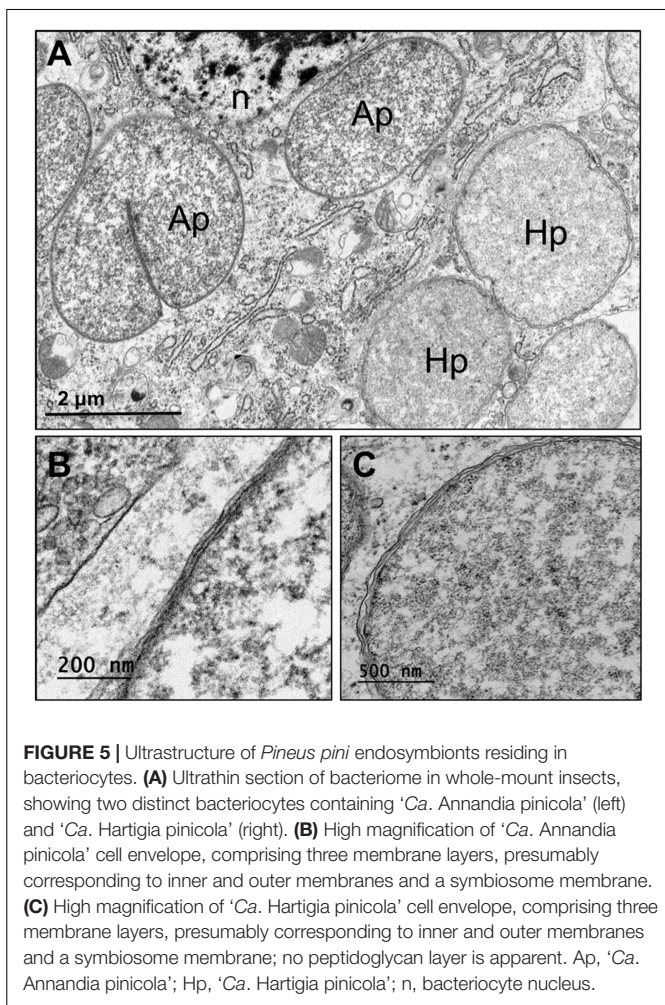 A
n
Ap
Ap
Hp
Hp
2 µm
B
C
200 nm
500 nm
FIGURE 5 | Ultrastructure of Pineus pini endosymbionts residing in
bacteriocytes. (A) Ultrathin section of bacteriome in whole-mount insects,
showing two distinct bacteriocytes containing ‘Ca. Annandia pinicola’ (left)
and ‘Ca. Hartigia pinicola’ (right). (B) High magnification of ‘Ca. Annandia
pinicola’ cell envelope, comprising three membrane layers, presumably
corresponding to inner and outer membranes and a symbiosome membrane.
(C) High magnification of ‘Ca. Hartigia pinicola’ cell envelope, comprising three
membrane layers, presumably corresponding to inner and outer membranes
and a symbiosome membrane; no peptidoglycan layer is apparent. Ap, ‘Ca.
Annandia pinicola’; Hp, ‘Ca. Hartigia pinicola’; n, bacteriocyte nucleus.